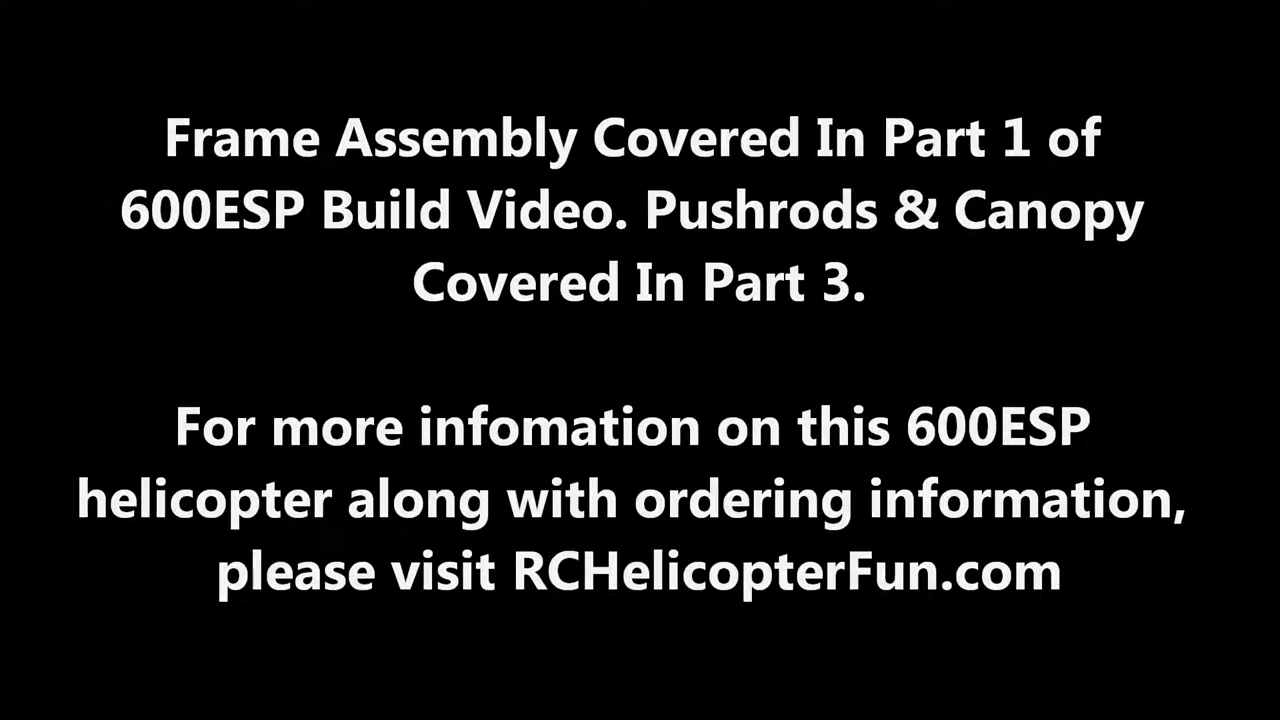 Frame Assembly Covered In Part 1 of
600ESP Build Video. Pushrods & Canopy
Covered In Part 3.
For more infomation on this 600ESP
helicopter along with ordering information,
please visit RCHelicopterFun.com